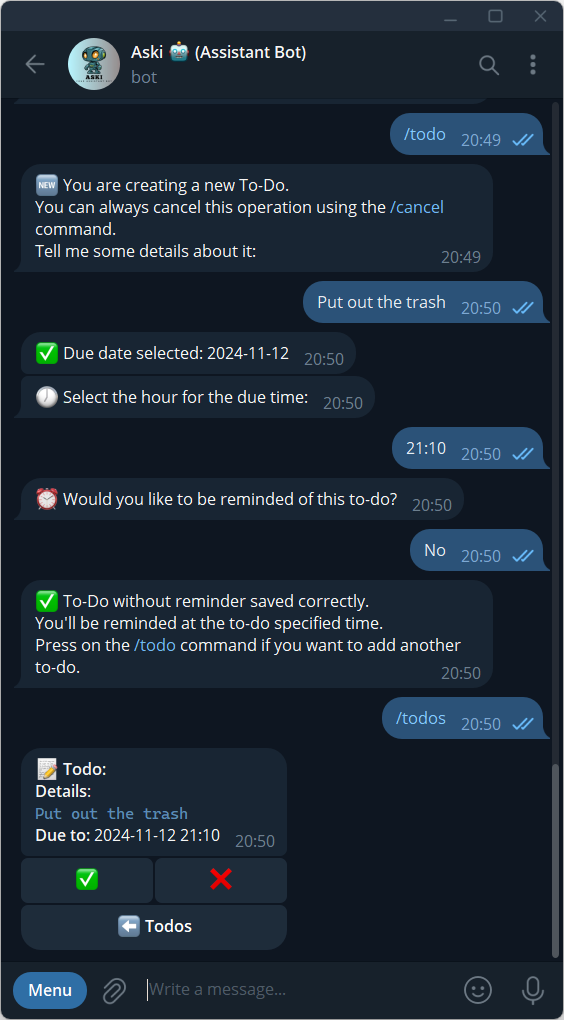 Aski 🤖 (Assistant Bot)
bot
ASKI
/todo 20:49
🆕 You are creating a new To-Do.
You can always cancel this operation using the /cancel
command.
Tell me some details about it:
20:49
Put out the trash 20:50
✅ Due date selected: 2024-11-12 20:50
🕖 Select the hour for the due time: 20:50
21:10 20:50
⏰ Would you like to be reminded of this to-do? 20:50
No 20:50
✅ To-Do without reminder saved correctly.
You'll be reminded at the to-do specified time.
Press on the /todo command if you want to add another
to-do.
20:50
/todos 20:50
📝 Todo:
Details:
Put out the trash
Due to: 2024-11-12 21:10 20:50
✅ ❌
⬅️ Todos
Menu
Write a message...